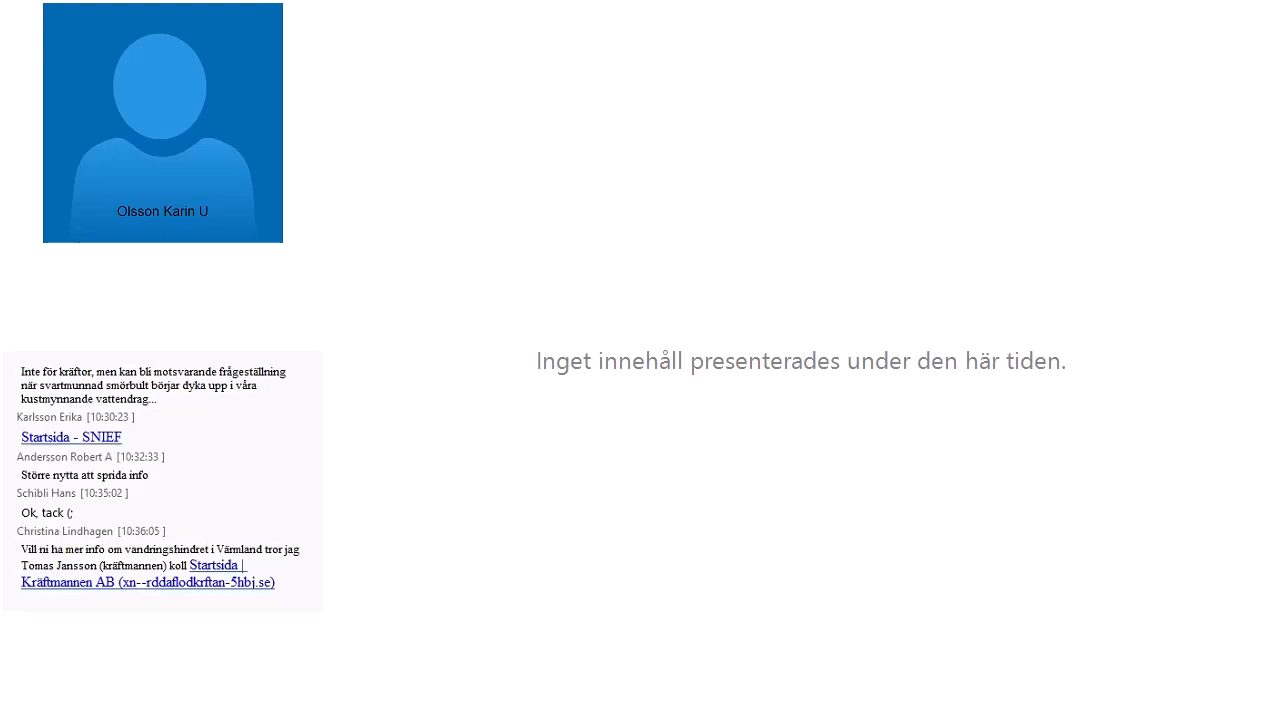 Olsson Karin U
Inget innehåll presenterades under den här tiden.
Inte för kräftor, men kan bli motsvarande frågeställning
när svartmunnad smörbult börjar dyka upp i våra
kustmynnande vattendrag...
Karlsson Erika [10:30:23 ]
Startsida - SNIEF
Andersson Robert A [10:32:33 ]
Större nytta att sprida info
Schibli Hans [10:35:02 ]
Ok, tack (;
Christina Lindhagen [10:36:05 ]
Vill ni ha mer info om vandringshindret i Värmland tror jag
Tomas Jansson (kräftmannen) koll Startsida |
Kräftmannen AB (xn--rddaflodkrftan-5hbj.se)